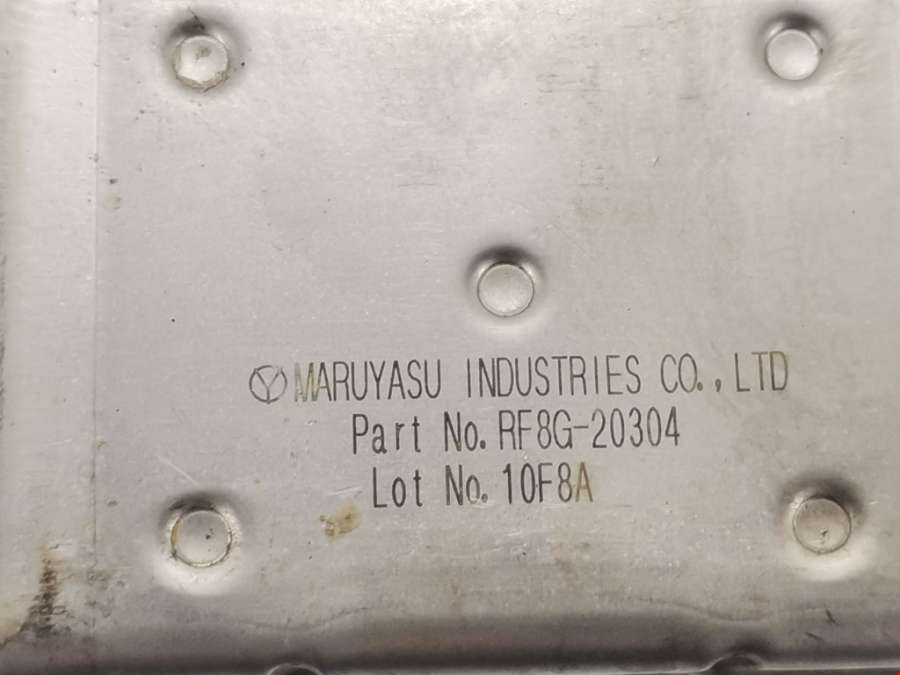 MARUYASU INDUSTRIES CO., LTD
Part No. RF8G-20304
Lot No. 10F8A